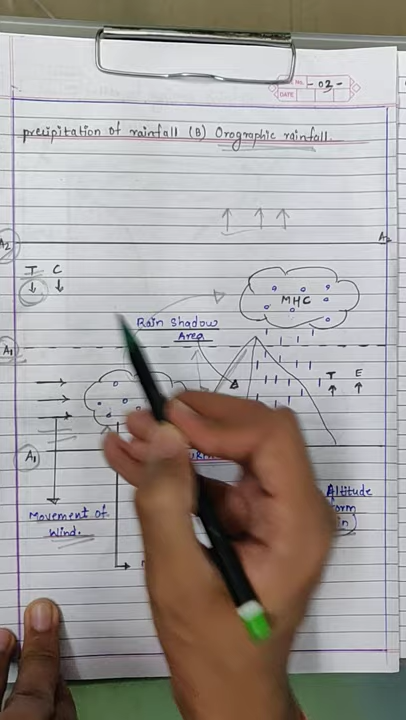 No. - 02 -
DATE
precipitation of rainfall (B) Orographic rainfall.
A2 A2
T C
MHC
Rain Shadow
Area
A1
T E
A1
Altitude
form
Movement of
Wind.